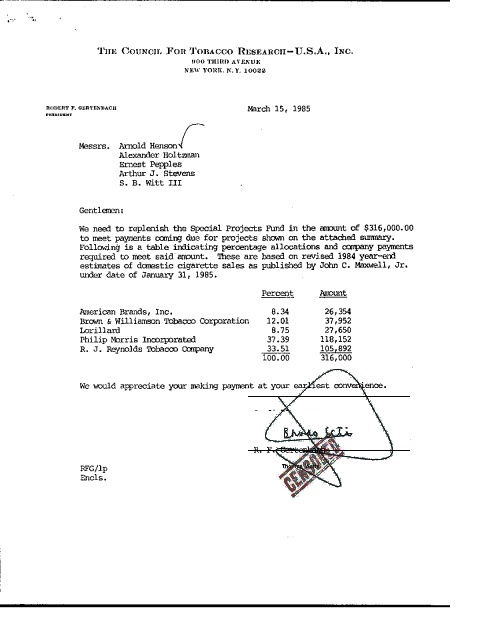 THE COUNCIL FOR TOBACCO RESEARCH–U.S.A., INC.
900 THIRD AVENUE
NEW YORK, N.Y. 10022
ROBERT F. GERTENBACH
PRESIDENT
March 15, 1985
Messrs. Arnold Henson
Alexander Holtzman
Ernest Pepples
Arthur J. Stevens
S. B. Witt III
Gentlemen:
We need to replenish the Special Projects Fund in the amount of $316,000.00
to meet payments coming due for projects shown on the attached summary.
Following is a table indicating percentage allocations and company payments
required to meet said amount. These are based on revised 1984 year-end
estimates of domestic cigarette sales as published by John C. Maxwell, Jr.
under date of January 31, 1985.
Percent Amount
American Brands, Inc. 8.34 26,354
Brown & Williamson Tobacco Corporation 12.01 37,952
Lorillard 8.75 27,650
Philip Morris Incorporated 37.39 118,152
R. J. Reynolds Tobacco Company 33.51 105,892
100.00 316,000
We would appreciate your making payment at your earliest convenience.
R. F. Gertenbach
CENSORED
RFG/lp
Encls.